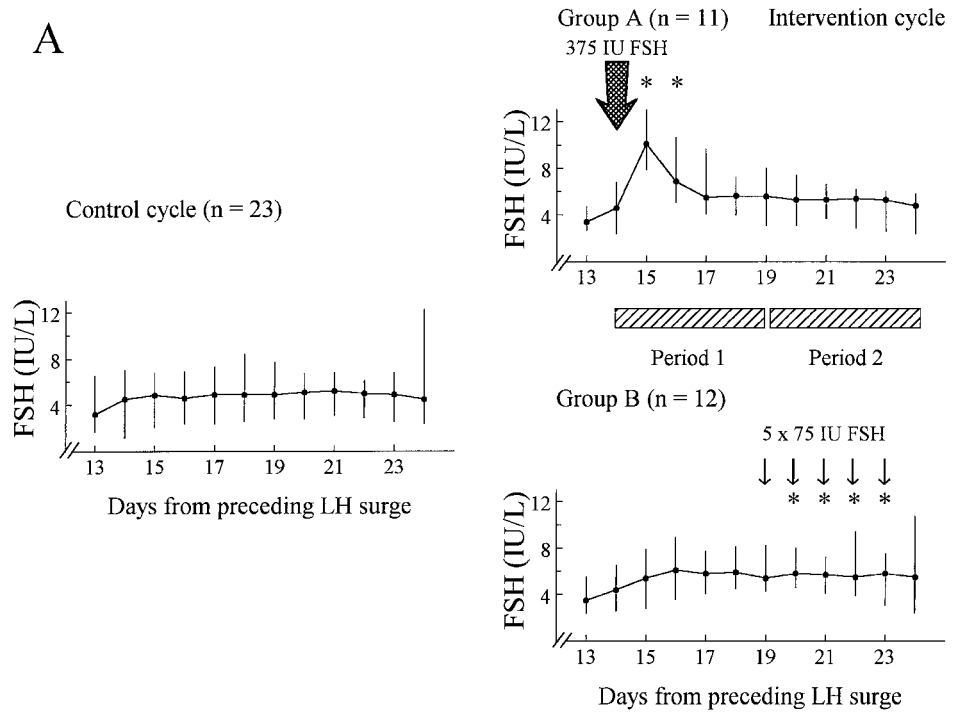 A
Control cycle (n = 23)
FSH (IU/L)
12
8
4
13 15 17 19 21 23
Days from preceding LH surge
Group A (n = 11) Intervention cycle
375 IU FSH
* *
FSH (IU/L)
12
8
4
13 15 17 19 21 23
Period 1 Period 2
Group B (n = 12)
5 x 75 IU FSH
* * * *
FSH (IU/L)
12
8
4
13 15 17 19 21 23
Days from preceding LH surge